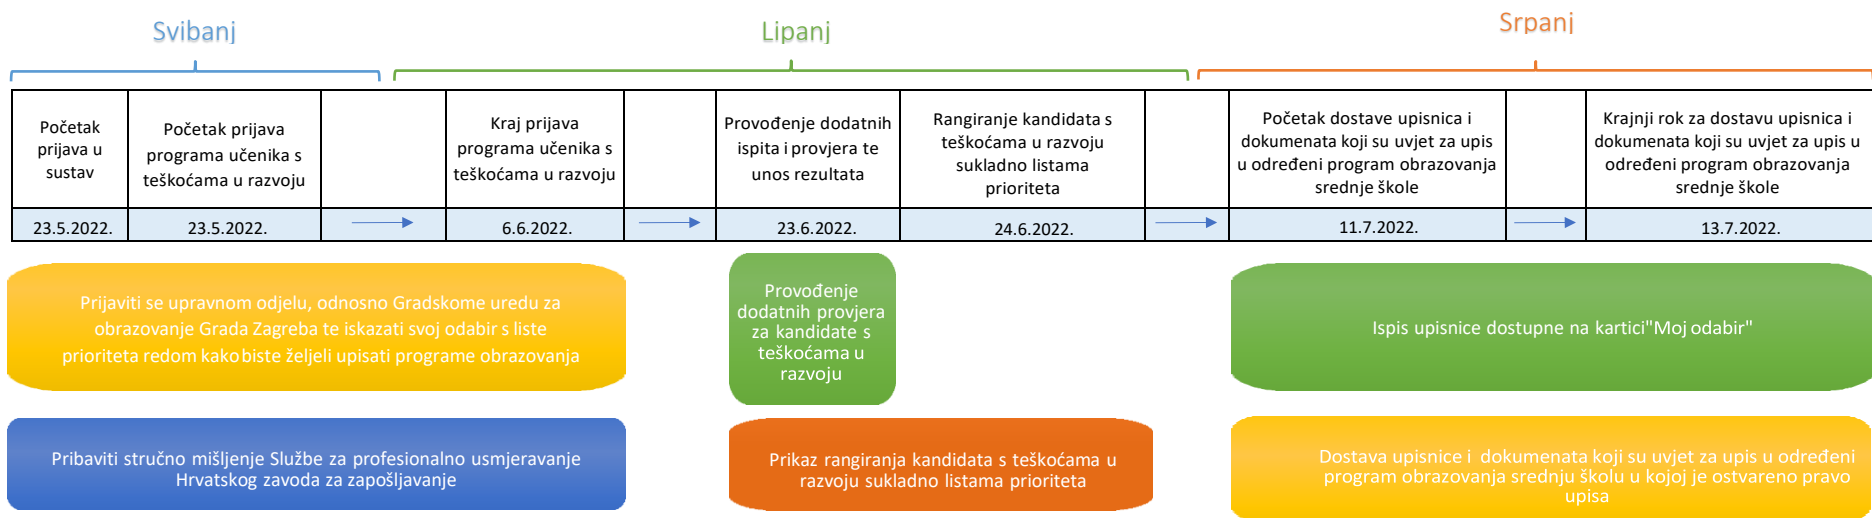 Svibanj
Lipanj
Srpanj
Početak
prijava u
sustav
Početak prijava
programa učenika s
teškoćama u razvoju
Kraj prijava
programa učenika s
teškoćama u razvoju
Provođenje dodatnih
ispita i provjera te
unos rezultata
Rangiranje kandidata s
teškoćama u razvoju
sukladno listama
prioriteta
Početak dostave upisnica i
dokumenata koji su uvjet za upis
u određeni program obrazovanja
srednje škole
Krajnji rok za dostavu upisnica i
dokumenata koji su uvjet za upis u
određeni program obrazovanja
srednje škole
23.5.2022.
23.5.2022.
6.6.2022.
23.6.2022.
24.6.2022.
11.7.2022.
13.7.2022.
Prijaviti se upravnom odjelu, odnosno Gradskome uredu za
obrazovanje Grada Zagreba te iskazati svoj odabir s liste
prioriteta redom kako biste željeli upisati programe obrazovanja
Provođenje
dodatnih provjera
za kandidate s
teškoćama u
razvoju
Ispis upisnice dostupne na kartici"Moj odabir"
Pribaviti stručno mišljenje Službe za profesionalno usmjeravanje
Hrvatskog zavoda za zapošljavanje
Prikaz rangiranja kandidata s teškoćama u
razvoju sukladno listama prioriteta
Dostava upisnice i dokumenata koji su uvjet za upis u određeni
program obrazovanja srednju školu u kojoj je ostvareno pravo
upisa